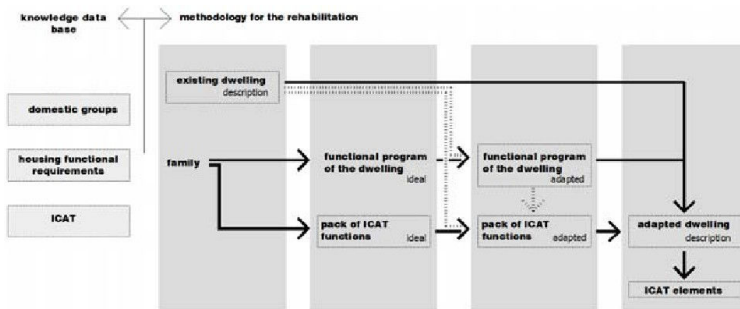 knowledge data
base
methodology for the rehabilitation
existing dwelling
description
domestic groups
housing functional
requirements
family
functional program
of the dwelling
ideal
functional program
of the dwelling
adapted
ICAT
pack of ICAT
functions
ideal
pack of ICAT
functions
adapted
adapted dwelling
description
ICAT elements